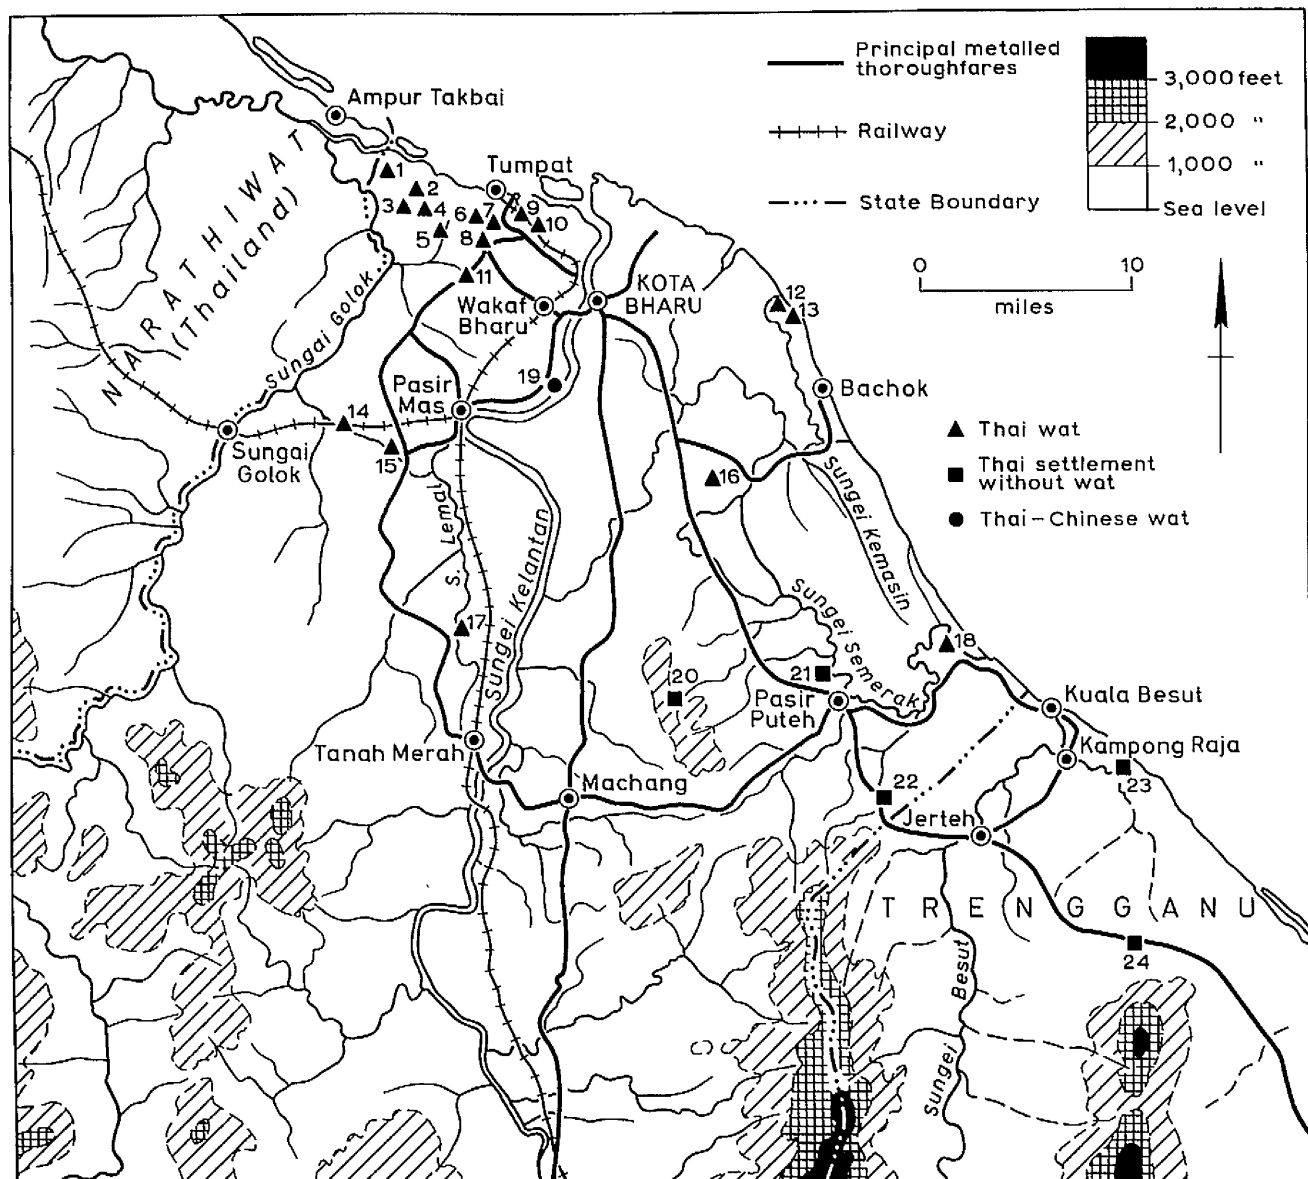 Principal metalled
thoroughfares
Railway
State Boundary
3,000 feet
2,000 "
1,000 "
Sea level
0
10
miles
Thai wat
Thai settlement
without wat
Thai-Chinese wat
Ampur Takbai
Tumpat
NARATHIWAT
(Thailand)
1
2
3
4
5
6
7
8
9
10
11
Wakaf
Bharu
KOTA
BHARU
12
13
Sungai Golok
Bachok
Pasir
Mas
19
14
15
Sungai
Golok
16
S. Lemal
Sungei Kelantan
Sungei Kemasin
Sungei Semerak
17
18
20
21
Pasir
Puteh
Kuala Besut
Kampong Raja
Tanah Merah
Machang
22
23
Jerteh
TRENGGANU
24
Sungei Besut